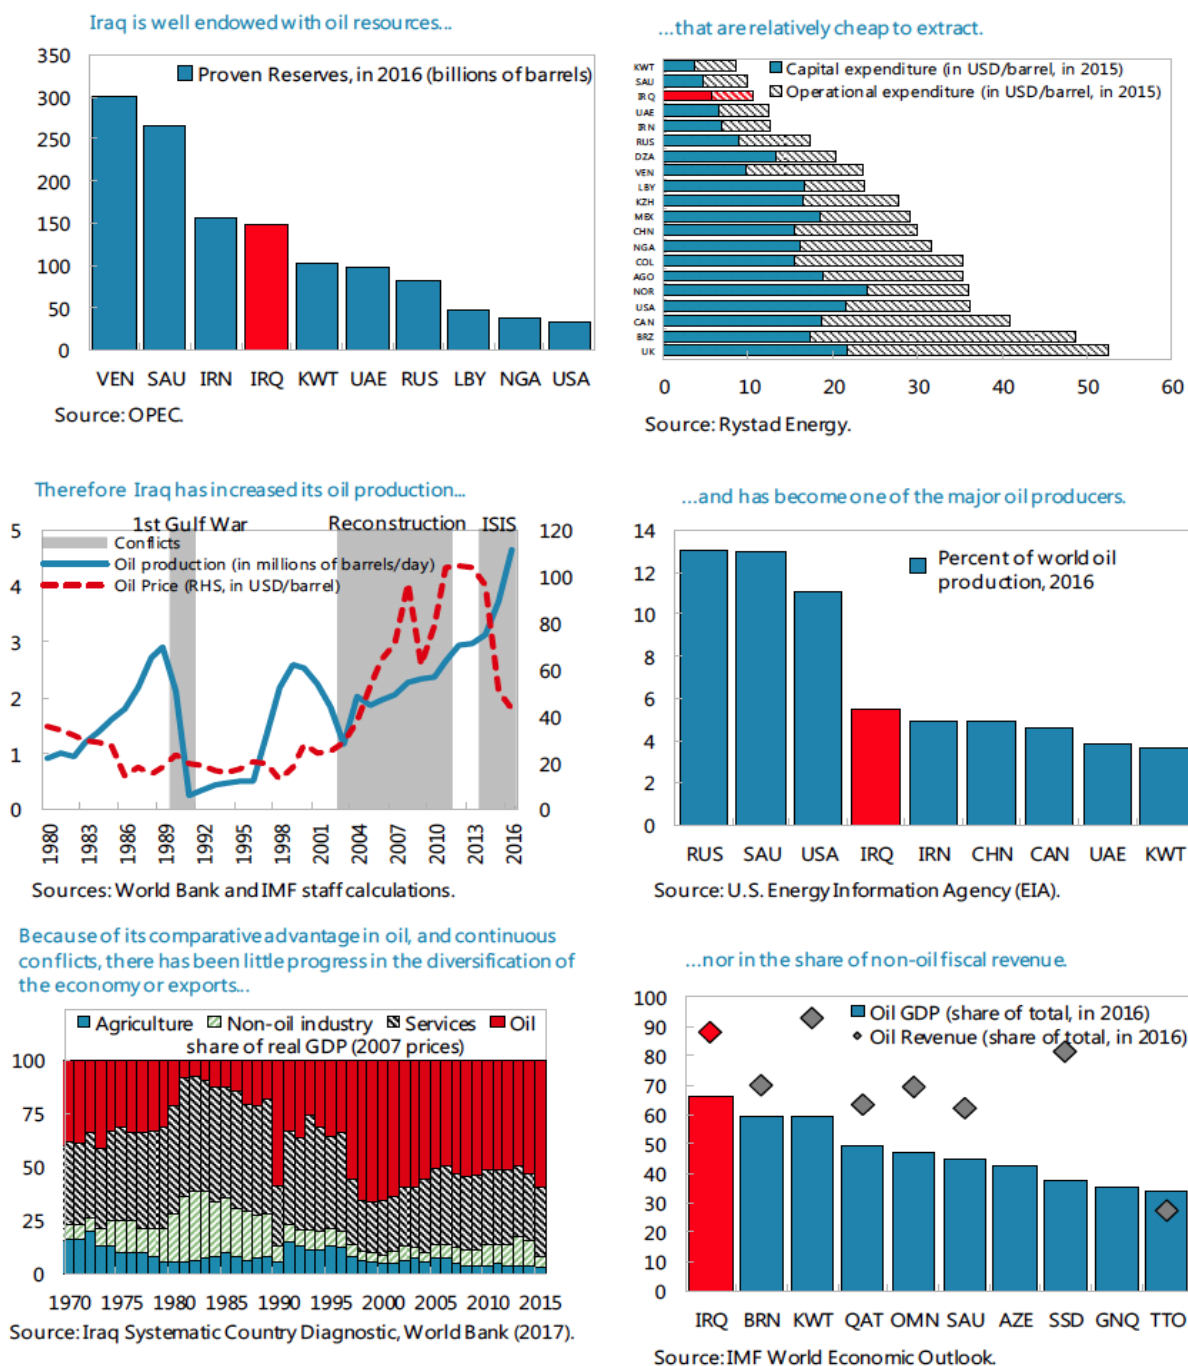 Iraq is well endowed with oil resources...
350
300
250
200
150
100
50
0
Proven Reserves, in 2016 (billions of barrels)
VEN SAU IRN IRQ KWT UAE RUS LBY NGA USA
Source: OPEC.
...that are relatively cheap to extract.
Capital expenditure (in USD/barrel, in 2015)
Operational expenditure (in USD/barrel, in 2015)
KWT
SAU
IRQ
UAE
IRN
RUS
DZA
VEN
LBY
KZH
MEX
CHN
NGA
COL
AGO
NOR
USA
CAN
BRZ
UK
0 10 20 30 40 50 60
Source: Rystad Energy.
Therefore Iraq has increased its oil production...
1st Gulf War Reconstruction ISIS
Conflicts
Oil production (in millions of barrels/day)
Oil Price (RHS, in USD/barrel)
5
4
3
2
1
0
120
100
80
60
40
20
0
1980 1983 1986 1989 1992 1995 1998 2001 2004 2007 2010 2013 2016
Sources: World Bank and IMF staff calculations.
...and has become one of the major oil producers.
14
12
10
8
6
4
2
0
Percent of world oil
production, 2016
RUS SAU USA IRQ IRN CHN CAN UAE KWT
Source: U.S. Energy Information Agency (EIA).
Because of its comparative advantage in oil, and continuous
conflicts, there has been little progress in the diversification of
the economy or exports...
Agriculture Non-oil industry Services Oil
share of real GDP (2007 prices)
100
75
50
25
0
1970 1975 1980 1985 1990 1995 2000 2005 2010 2015
Source: Iraq Systematic Country Diagnostic, World Bank (2017).
...nor in the share of non-oil fiscal revenue.
100
90
80
70
60
50
40
30
20
10
0
Oil GDP (share of total, in 2016)
Oil Revenue (share of total, in 2016)
IRQ BRN KWT QAT OMN SAU AZE SSD GNQ TTO
Source: IMF World Economic Outlook.